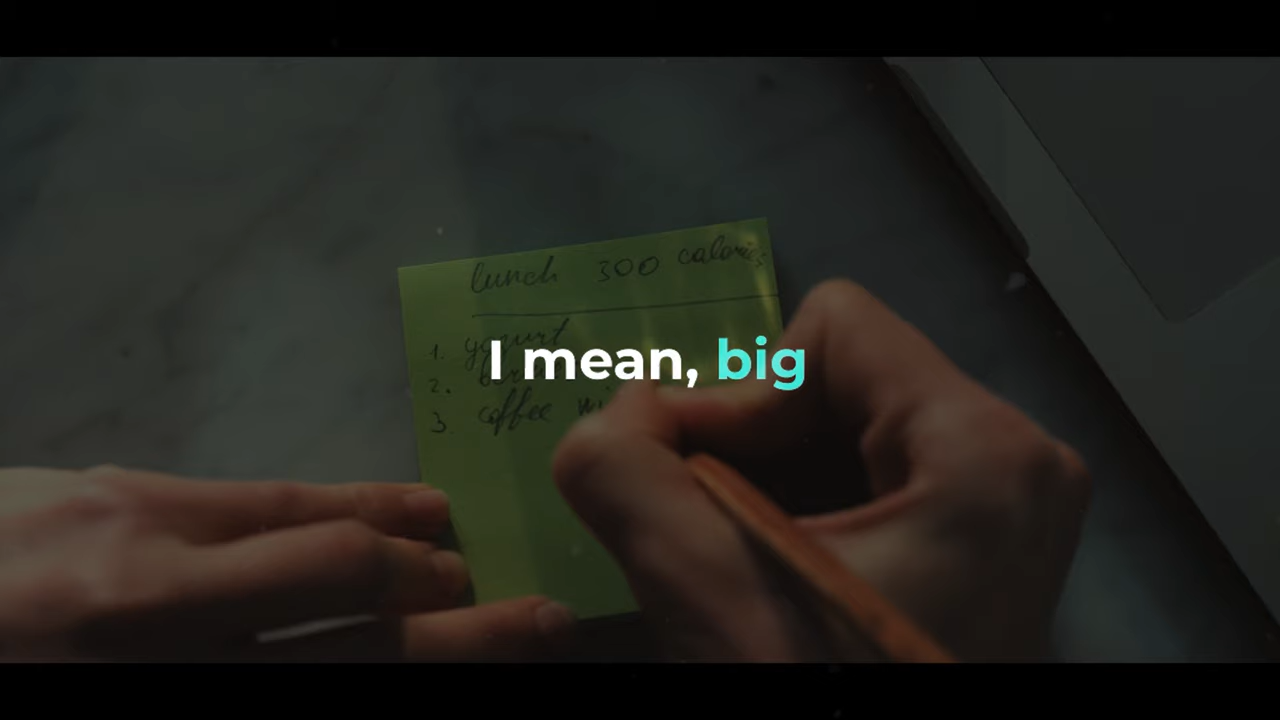 lunch 300 calories
1. yogurt
I mean, big
2.
3. coffee